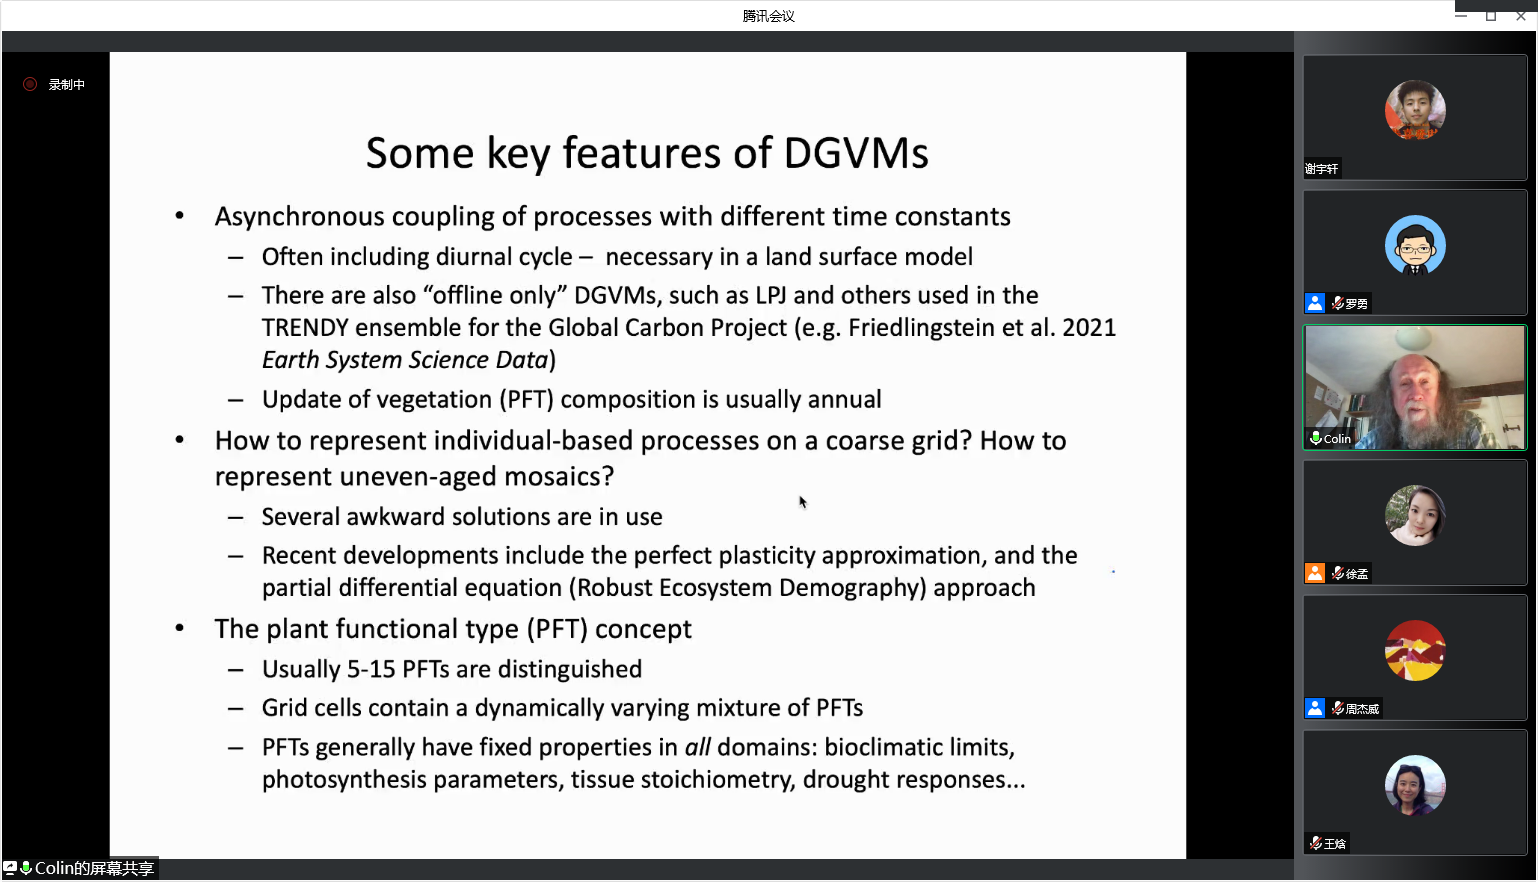 腾讯会议
录制中
Some key features of DGVMs
• Asynchronous coupling of processes with different time constants
– Often including diurnal cycle – necessary in a land surface model
– There are also “offline only” DGVMs, such as LPJ and others used in the
TRENDY ensemble for the Global Carbon Project (e.g. Friedlingstein et al. 2021
Earth System Science Data)
– Update of vegetation (PFT) composition is usually annual
• How to represent individual-based processes on a coarse grid? How to
represent uneven-aged mosaics?
– Several awkward solutions are in use
– Recent developments include the perfect plasticity approximation, and the
partial differential equation (Robust Ecosystem Demography) approach
• The plant functional type (PFT) concept
– Usually 5-15 PFTs are distinguished
– Grid cells contain a dynamically varying mixture of PFTs
– PFTs generally have fixed properties in all domains: bioclimatic limits,
photosynthesis parameters, tissue stoichiometry, drought responses...
Colin的屏幕共享
谢宇轩
罗勇
Colin
徐孟
周杰威
王焓